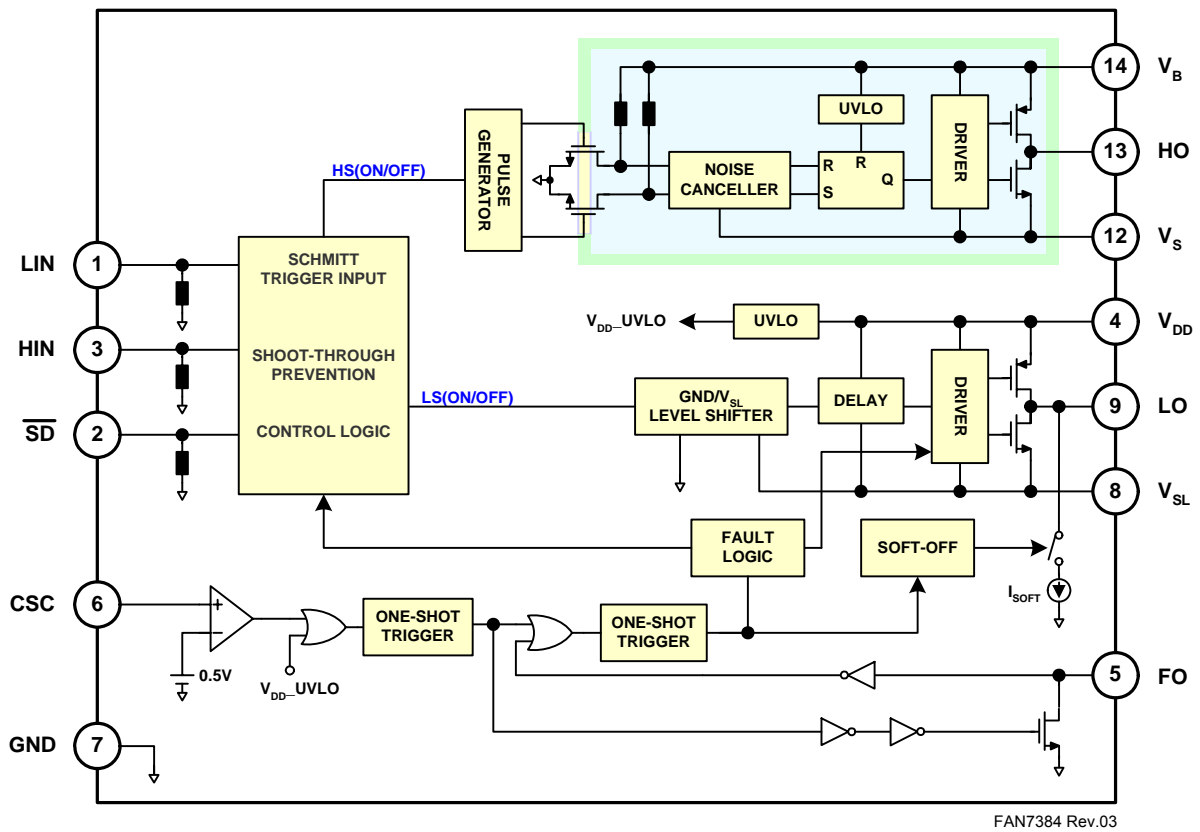 14
V_B
UVLO
PULSE
GENERATOR
DRIVER
13
HO
NOISE
CANCELLER
R
R
S
Q
HS(ON/OFF)
12
V_S
1
LIN
SCHMITT
TRIGGER INPUT
V_DD_UVLO
UVLO
4
V_DD
3
HIN
SHOOT-THROUGH
PREVENTION
LS(ON/OFF)
GND/V_SL
LEVEL SHIFTER
DELAY
DRIVER
9
LO
2
SD
CONTROL LOGIC
8
V_SL
FAULT
LOGIC
SOFT-OFF
6
CSC
+
−
0.5V
V_DD_UVLO
ONE-SHOT
TRIGGER
ONE-SHOT
TRIGGER
I_SOFT
5
FO
7
GND
FAN7384 Rev.03